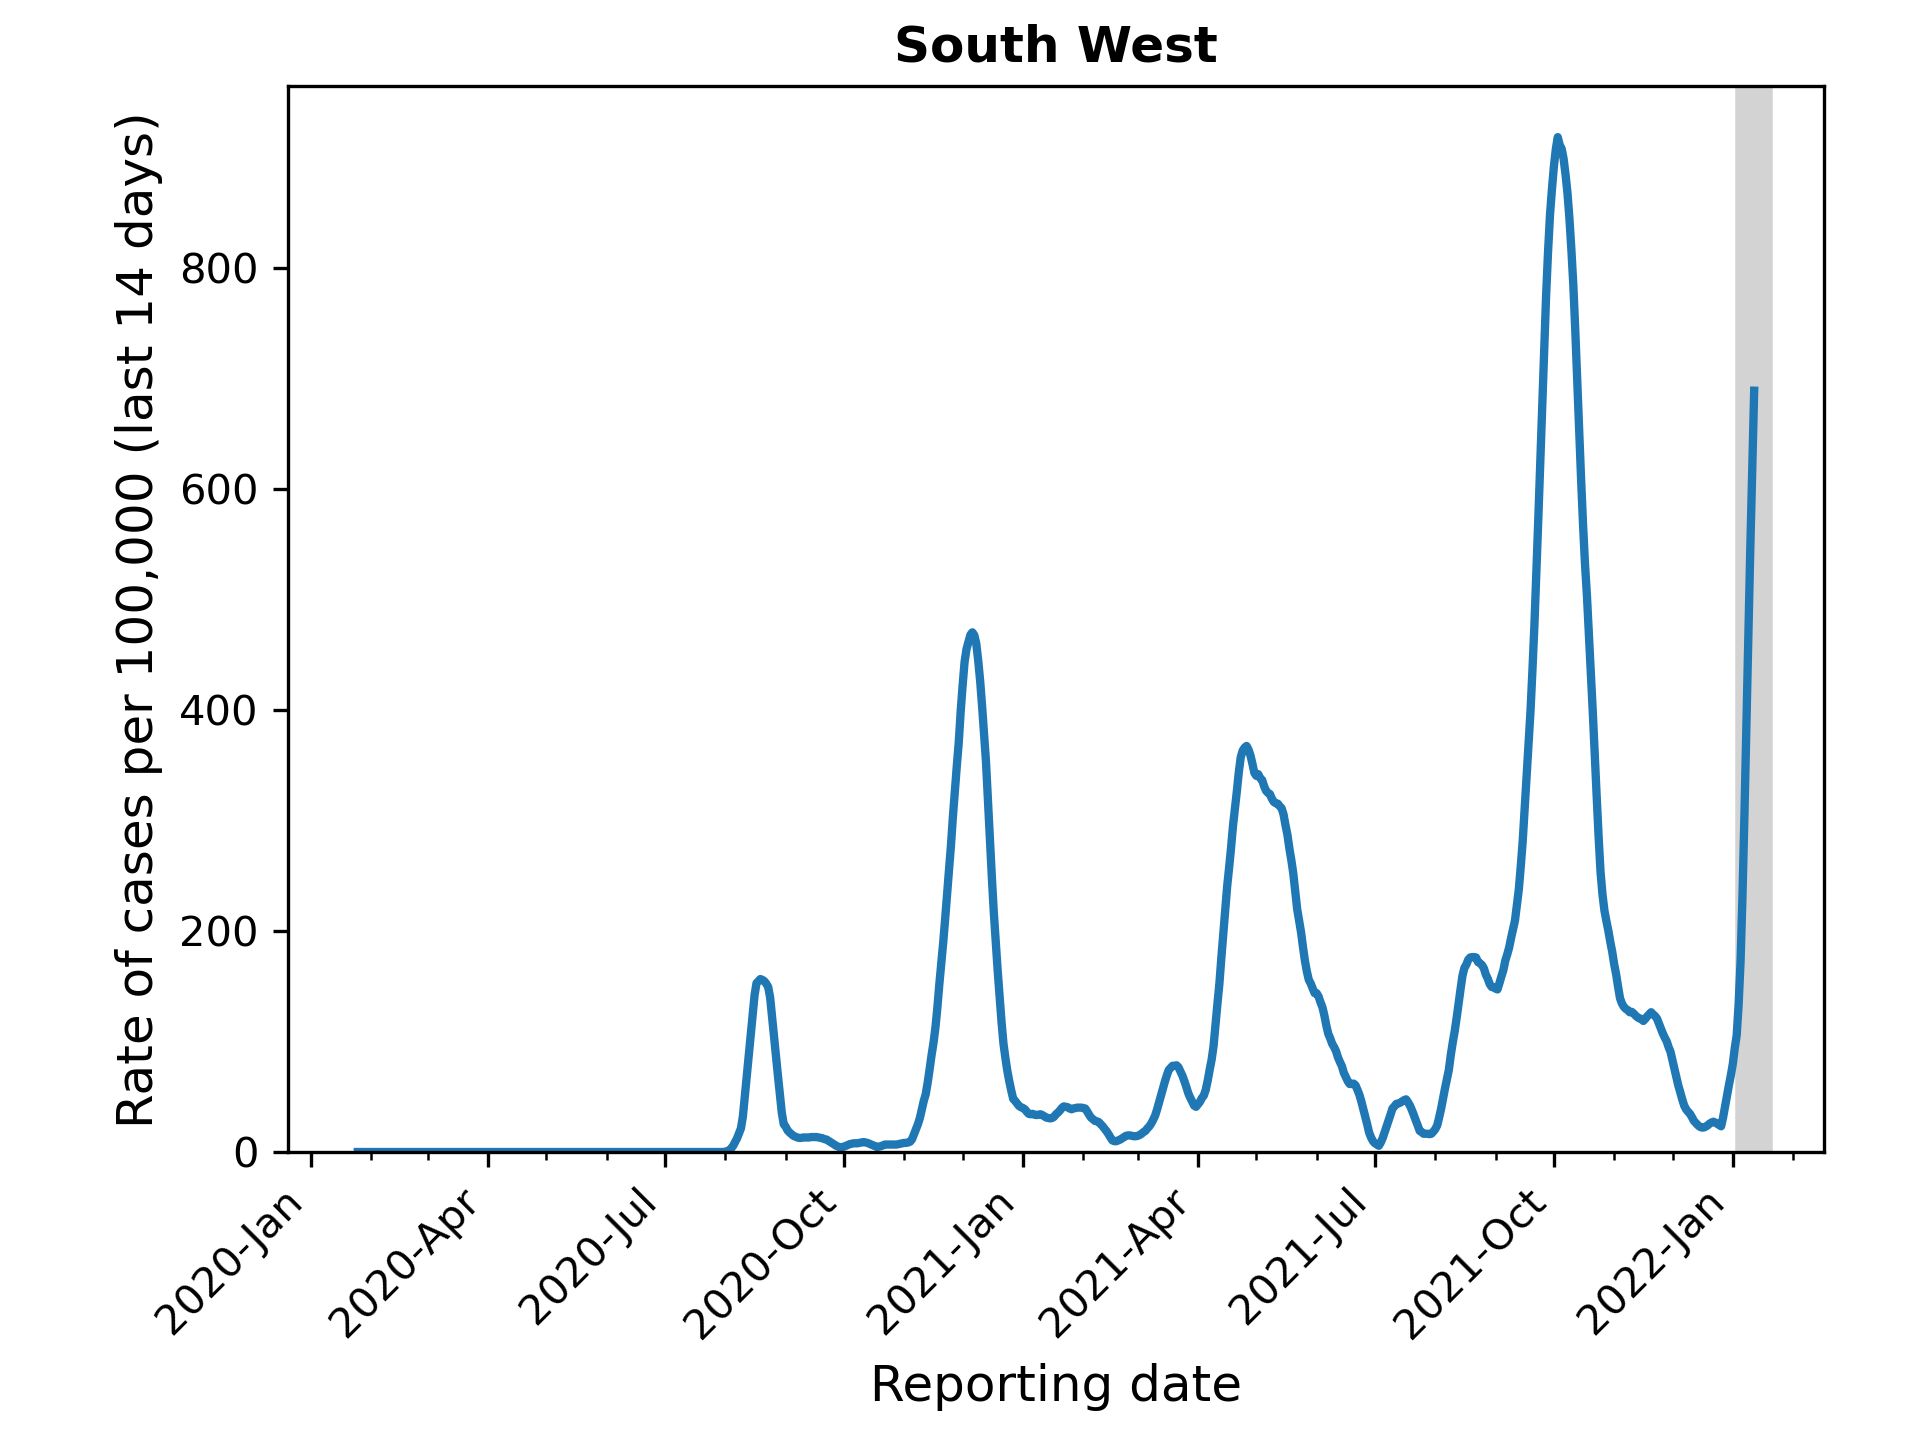 South West
Rate of cases per 100,000 (last 14 days)
800
600
400
200
0
2020-Jan
2020-Apr
2020-Jul
2020-Oct
2021-Jan
2021-Apr
2021-Jul
2021-Oct
2022-Jan
Reporting date